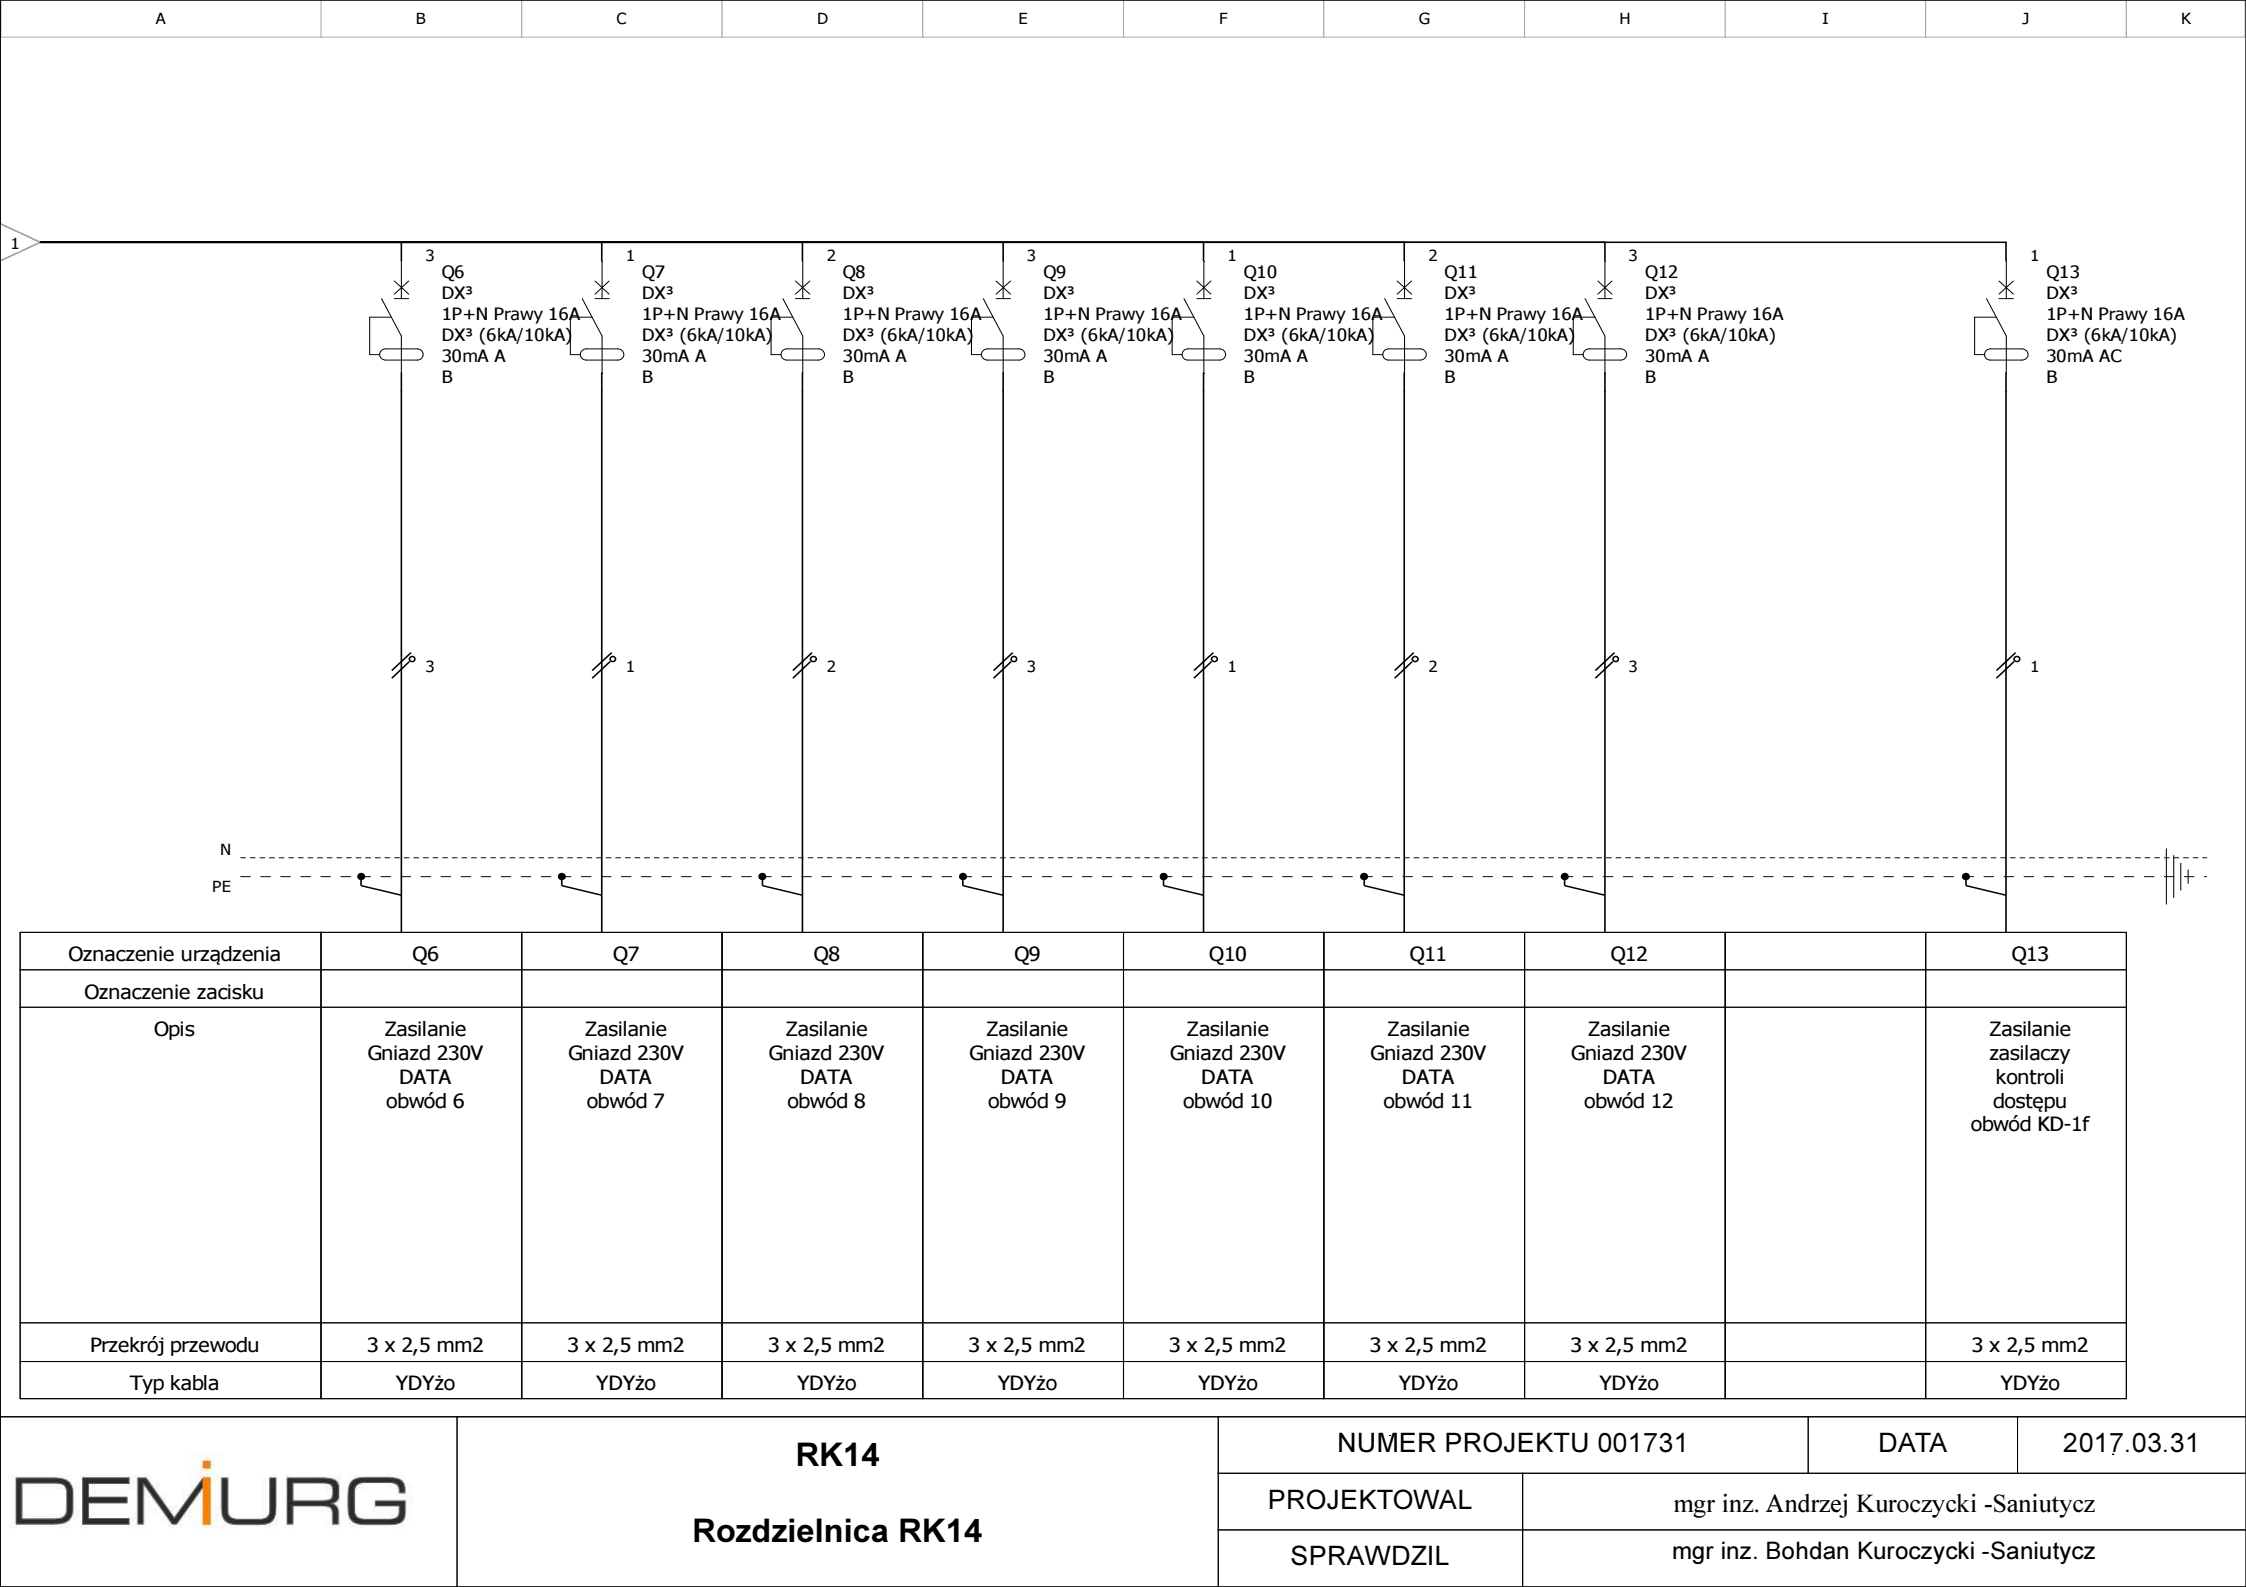 A B C D E F G H I J K
1
3 1 2 3 1 2 3 1
Q6 Q7 Q8 Q9 Q10 Q11 Q12 Q13
DX³ DX³ DX³ DX³ DX³ DX³ DX³ DX³
1P+N Prawy 16A 1P+N Prawy 16A 1P+N Prawy 16A 1P+N Prawy 16A 1P+N Prawy 16A 1P+N Prawy 16A 1P+N Prawy 16A 1P+N Prawy 16A
DX³ (6kA/10kA) DX³ (6kA/10kA) DX³ (6kA/10kA) DX³ (6kA/10kA) DX³ (6kA/10kA) DX³ (6kA/10kA) DX³ (6kA/10kA) DX³ (6kA/10kA)
30mA A 30mA A 30mA A 30mA A 30mA A 30mA A 30mA A 30mA AC
B B B B B B B B
3 1 2 3 1 2 3 1
N
PE
Oznaczenie urządzenia Q6 Q7 Q8 Q9 Q10 Q11 Q12 Q13
Oznaczenie zacisku
Opis Zasilanie Zasilanie Zasilanie Zasilanie Zasilanie Zasilanie Zasilanie Zasilanie
Gniazd 230V Gniazd 230V Gniazd 230V Gniazd 230V Gniazd 230V Gniazd 230V Gniazd 230V zasilaczy
DATA DATA DATA DATA DATA DATA DATA kontroli
obwód 6 obwód 7 obwód 8 obwód 9 obwód 10 obwód 11 obwód 12 dostępu
obwód KD-1f
Przekrój przewodu 3 x 2,5 mm2 3 x 2,5 mm2 3 x 2,5 mm2 3 x 2,5 mm2 3 x 2,5 mm2 3 x 2,5 mm2 3 x 2,5 mm2 3 x 2,5 mm2
Typ kabla YDYżo YDYżo YDYżo YDYżo YDYżo YDYżo YDYżo YDYżo
DEMiURG
RK14
Rozdzielnica RK14
NUMER PROJEKTU 001731 DATA 2017.03.31
PROJEKTOWAL mgr inz. Andrzej Kuroczycki -Saniutycz
SPRAWDZIL mgr inz. Bohdan Kuroczycki -Saniutycz